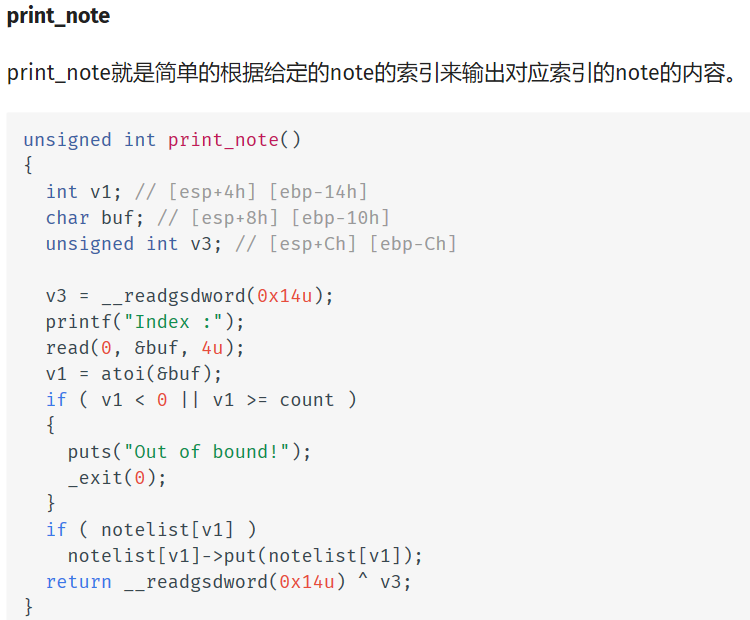 print_note
print_note就是简单的根据给定的note的索引来输出对应索引的note的内容。
unsigned int print_note()
{
  int v1; // [esp+4h] [ebp-14h]
  char buf; // [esp+8h] [ebp-10h]
  unsigned int v3; // [esp+Ch] [ebp-Ch]

  v3 = __readgsdword(0x14u);
  printf("Index :");
  read(0, &buf, 4u);
  v1 = atoi(&buf);
  if ( v1 < 0 || v1 >= count )
  {
    puts("Out of bound!");
    _exit(0);
  }
  if ( notelist[v1] )
    notelist[v1]->put(notelist[v1]);
  return __readgsdword(0x14u) ^ v3;
}